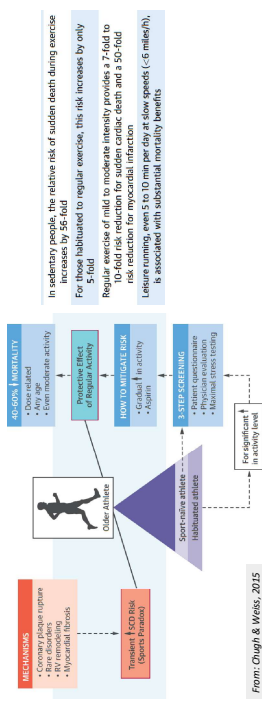 MECHANISMS
• Coronary plaque rupture
• Rare disorders
• RV remodeling
• Myocardial fibrosis
Transient ↑ SCD Risk
(Sports Paradox)
Older Athlete
Sport-naïve athlete
Habituated athlete
40-60% ↓ MORTALITY
• Dose related
• Any age
• Even moderate activity
Protective Effect
of Regular Activity
HOW TO MITIGATE RISK
• Gradual ↑ in activity
• Aspirin
3-STEP SCREENING
• Patient questionnaire
• Physician evaluation
• Maximal stress testing
For significant ↑
in activity level
In sedentary people, the relative risk of sudden death during exercise
increases by 56-fold
For those habituated to regular exercise, this risk increases by only
5-fold
Regular exercise of mild to moderate intensity provides a 7-fold to
10-fold risk reduction for sudden cardiac death and a 50-fold
risk reduction for myocardial infarction
Leisure running, even 5 to 10 min per day at slow speeds (<6 miles/h),
is associated with substantial mortality benefits
From: Chugh & Weiss, 2015